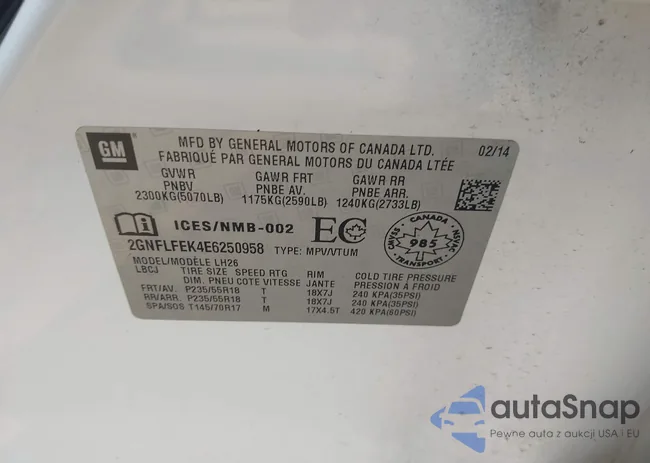 GM
MFD BY GENERAL MOTORS OF CANADA LTD. 02/14
FABRIQUÉ PAR GENERAL MOTORS DU CANADA LTÉE
GVWR GAWR FRT GAWR RR
PNBV PNBE AV. PNBE ARR.
2300KG(5070LB) 1175KG(2590LB) 1240KG(2733LB)
ICES/NMB-002 EC CANADA 985 TRANSPORT NSVAC NVCSS
2GNFLFEK4E6250958 TYPE: MPV/VTUM
MODEL/MODÈLE LH26
LBCJ TIRE SIZE SPEED RTG RIM COLD TIRE PRESSURE
DIM. PNEU COTE VITESSE JANTE PRESSION À FROID
FRT/AV. P235/55R18 T 18X7J 240 KPA(35PSI)
RR/ARR. P235/55R18 T 18X7J 240 KPA(35PSI)
SPA/SOS T145/70R17 M 17X4.5T 420 KPA(60PSI)
autaSnap
Pewne auta z aukcji USA i EU